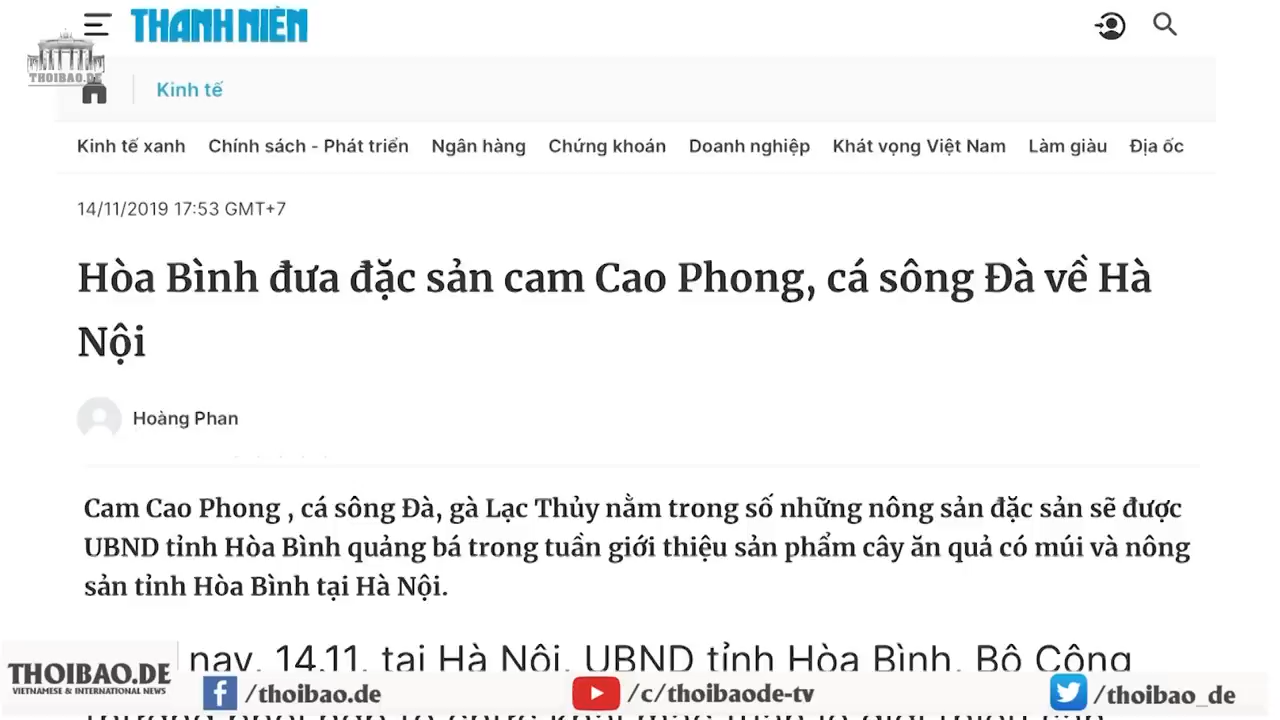 THANH NIÊN
THOIBAO.DE
Kinh tế
Kinh tế xanh Chính sách - Phát triển Ngân hàng Chứng khoán Doanh nghiệp Khát vọng Việt Nam Làm giàu Địa ốc
14/11/2019 17:53 GMT+7
Hòa Bình đưa đặc sản cam Cao Phong, cá sông Đà về Hà
Nội
Hoàng Phan
Cam Cao Phong , cá sông Đà, gà Lạc Thủy nằm trong số những nông sản đặc sản sẽ được
UBND tỉnh Hòa Bình quảng bá trong tuần giới thiệu sản phẩm cây ăn quả có múi và nông
sản tỉnh Hòa Bình tại Hà Nội.
nay, 14.11, tại Hà Nội, UBND tỉnh Hòa Bình, Bộ Công
THOIBAO.DE
VIETNAMESE & INTERNATIONAL NEWS
/thoibao.de
/c/thoibaode-tv
/thoibao_de